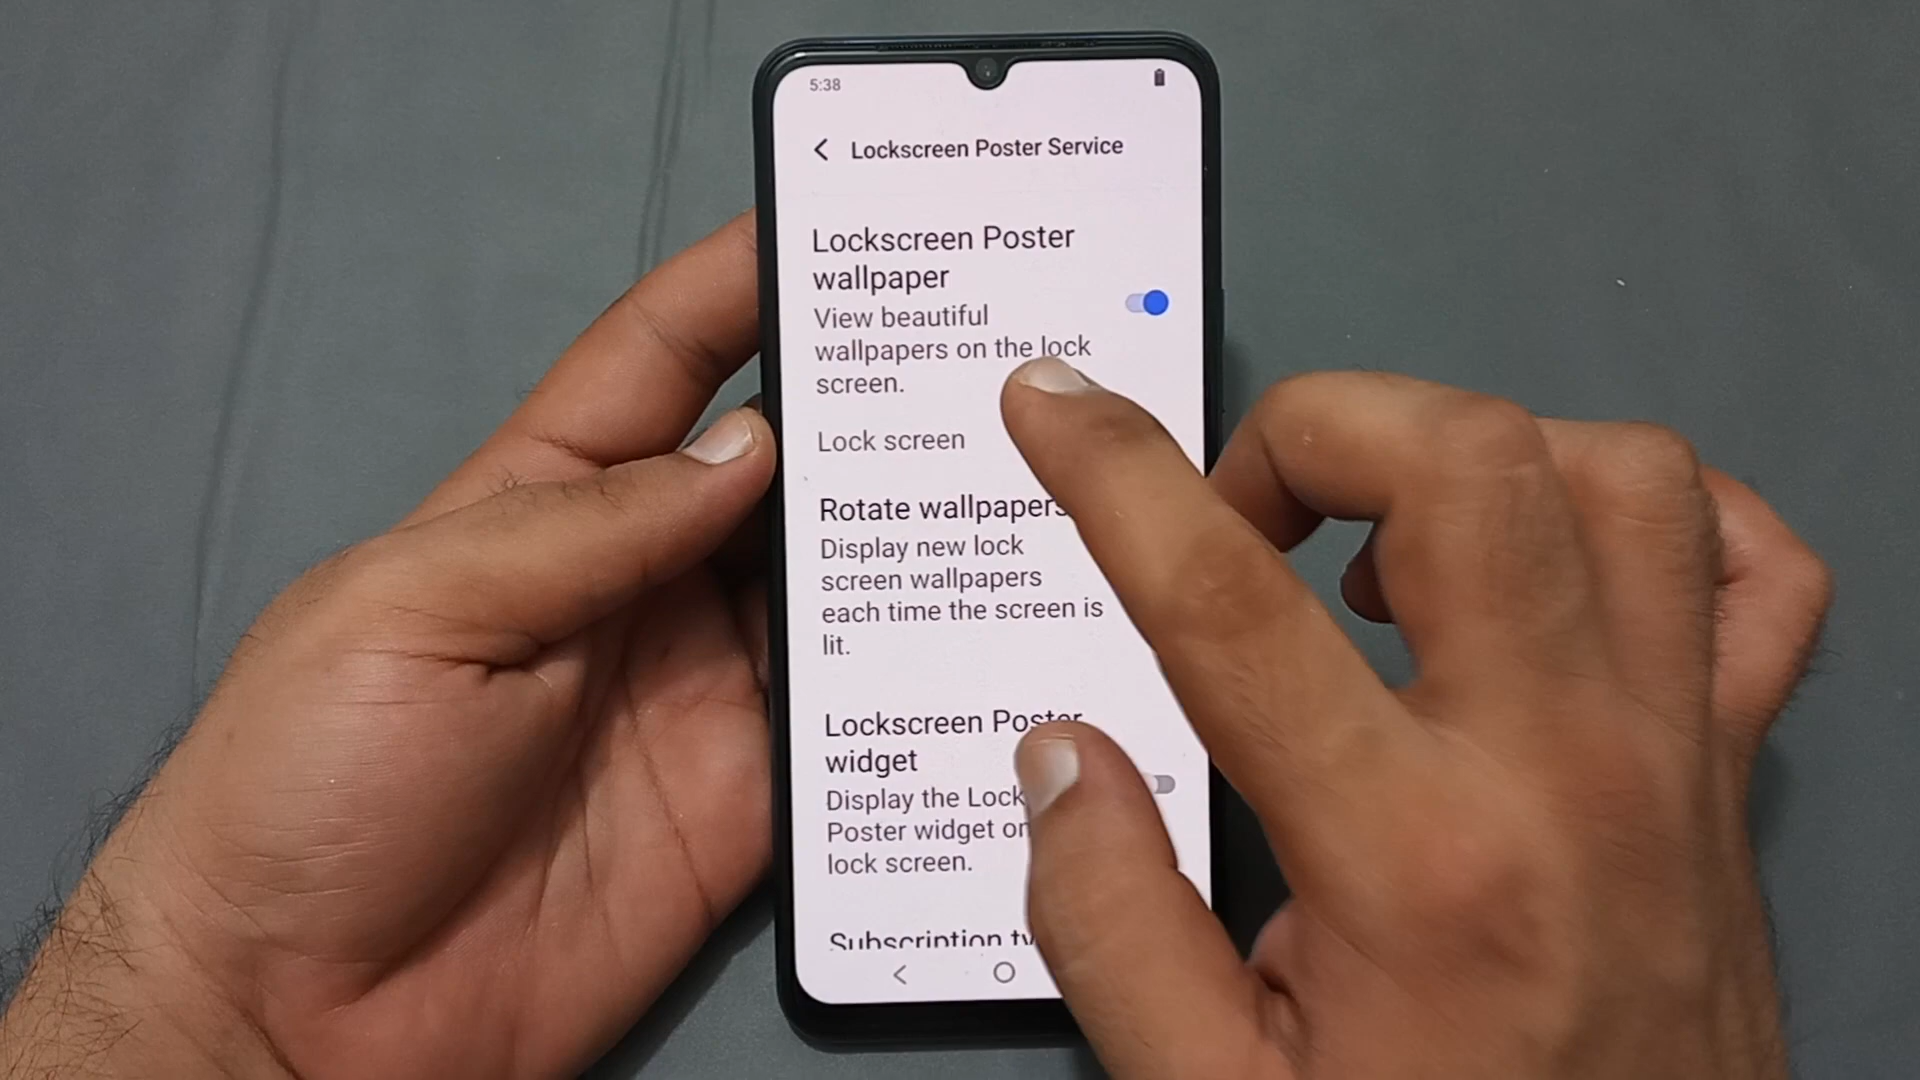 5:38
Lockscreen Poster Service
Lockscreen Poster
wallpaper
View beautiful
wallpapers on the lock
screen.
Lock screen
Rotate wallpapers
Display new lock
screen wallpapers
each time the screen is
lit.
Lockscreen Poster
widget
Display the Lock
Poster widget on
lock screen.
Subscription